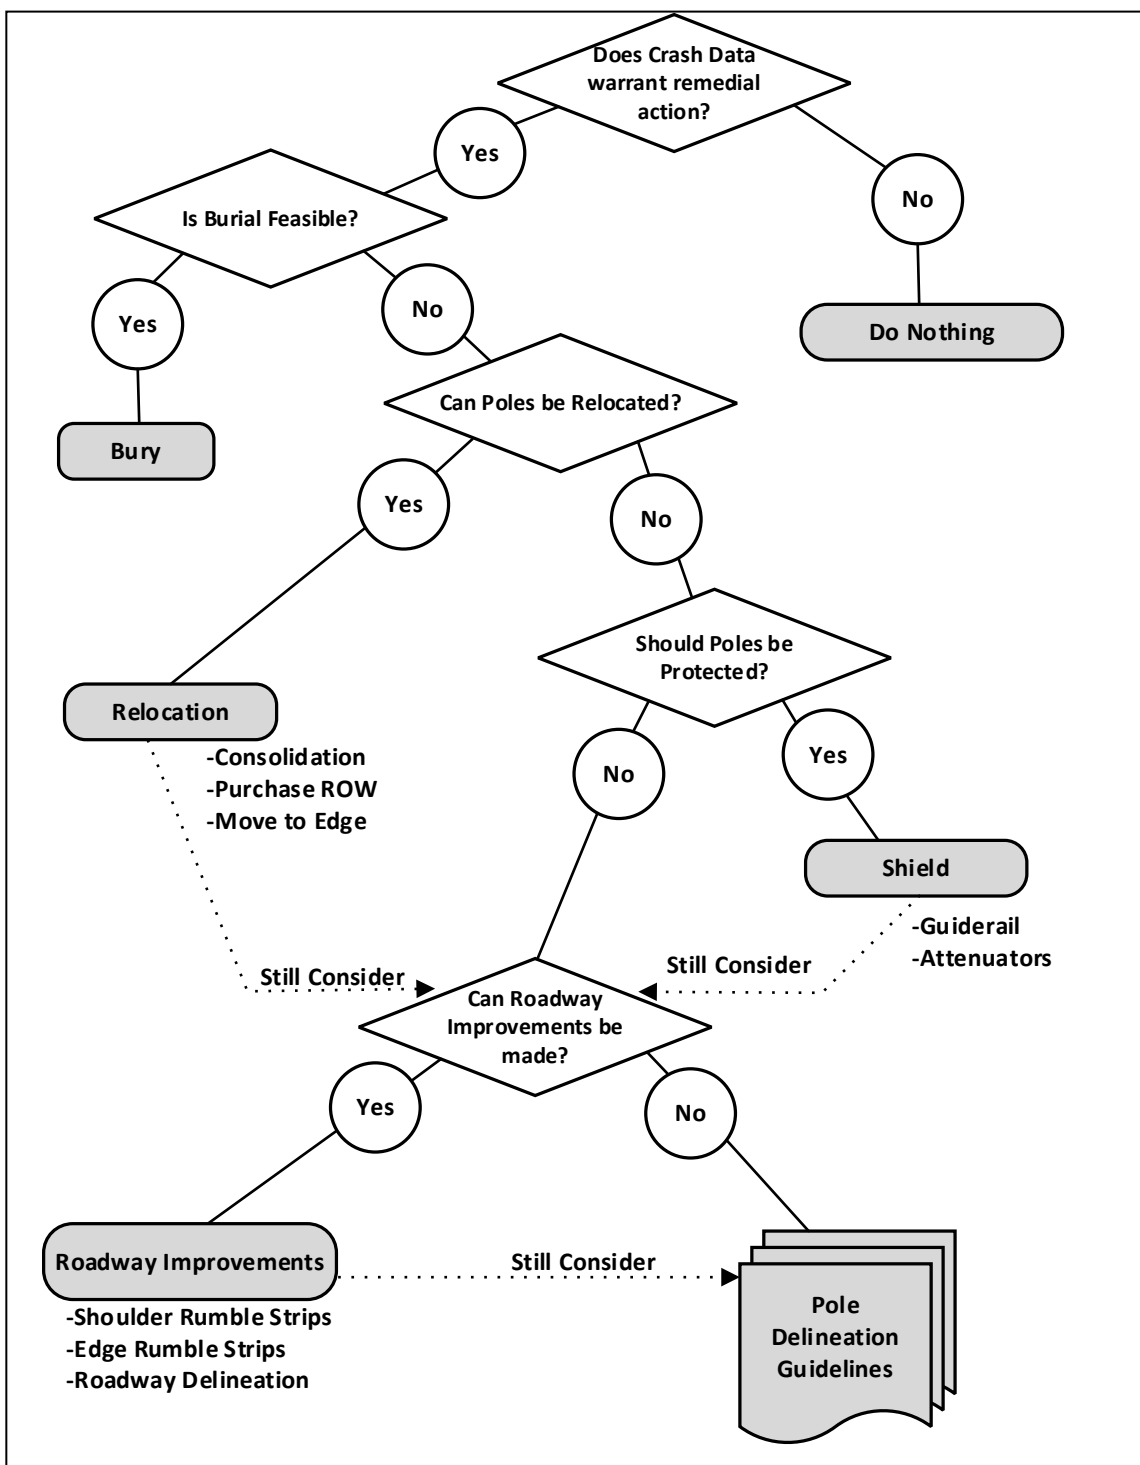 Does Crash Data
warrant remedial
action?
Yes
No
Is Burial Feasible?
Yes
No
Do Nothing
Can Poles be Relocated?
Bury
Yes
No
Should Poles be
Protected?
Relocation
-Consolidation
-Purchase ROW
-Move to Edge
No
Yes
Shield
-Guiderail
-Attenuators
Still Consider
Still Consider
Can Roadway
Improvements be
made?
Yes
No
Roadway Improvements
-Shoulder Rumble Strips
-Edge Rumble Strips
-Roadway Delineation
Still Consider
Pole
Delineation
Guidelines